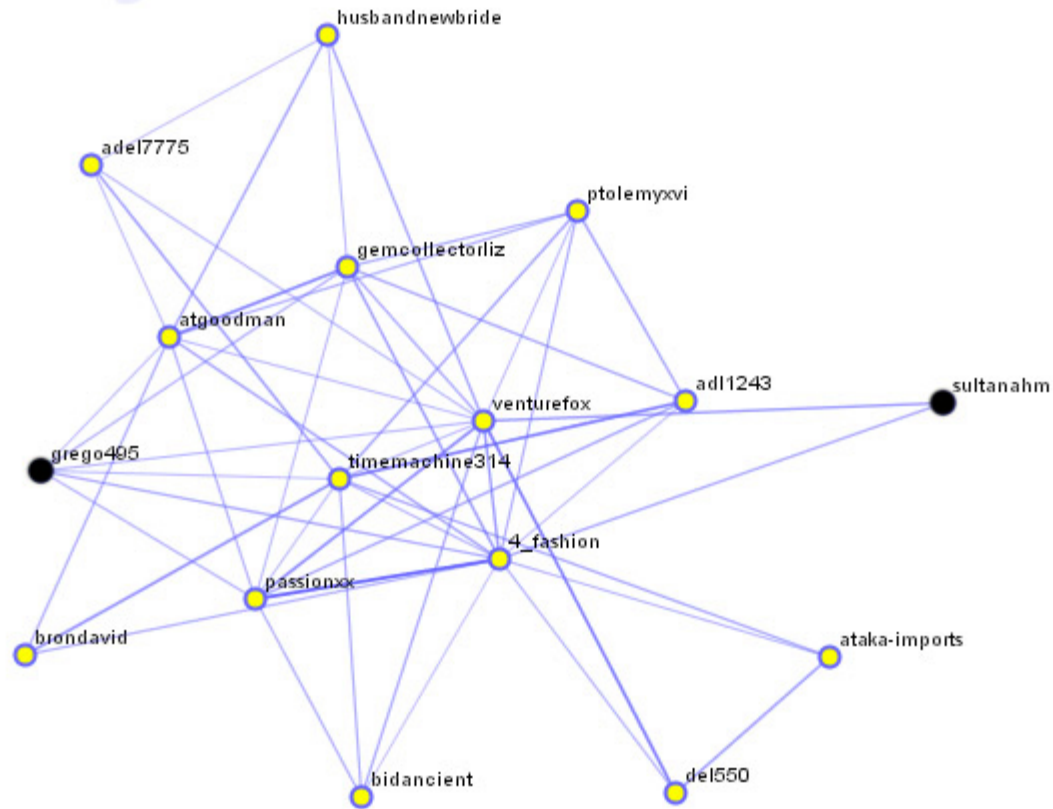 husbandnewbride
adel7775
ptolemyxvi
gemcollectorliz
atgoodman
adl1243
sultanahm
venturefox
grego495
timemachine314
4_fashion
passionxx
brondavid
ataka-imports
bidancient
del550